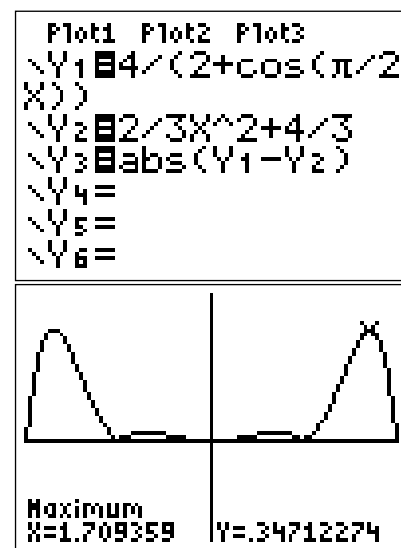 Plot1 Plot2 Plot3
\Y1=4/(2+cos(π/2
X))
\Y2=2/3X^2+4/3
\Y3=abs(Y1-Y2)
\Y4=
\Y5=
\Y6=
Maximum
X=1.709359 Y=.34712274